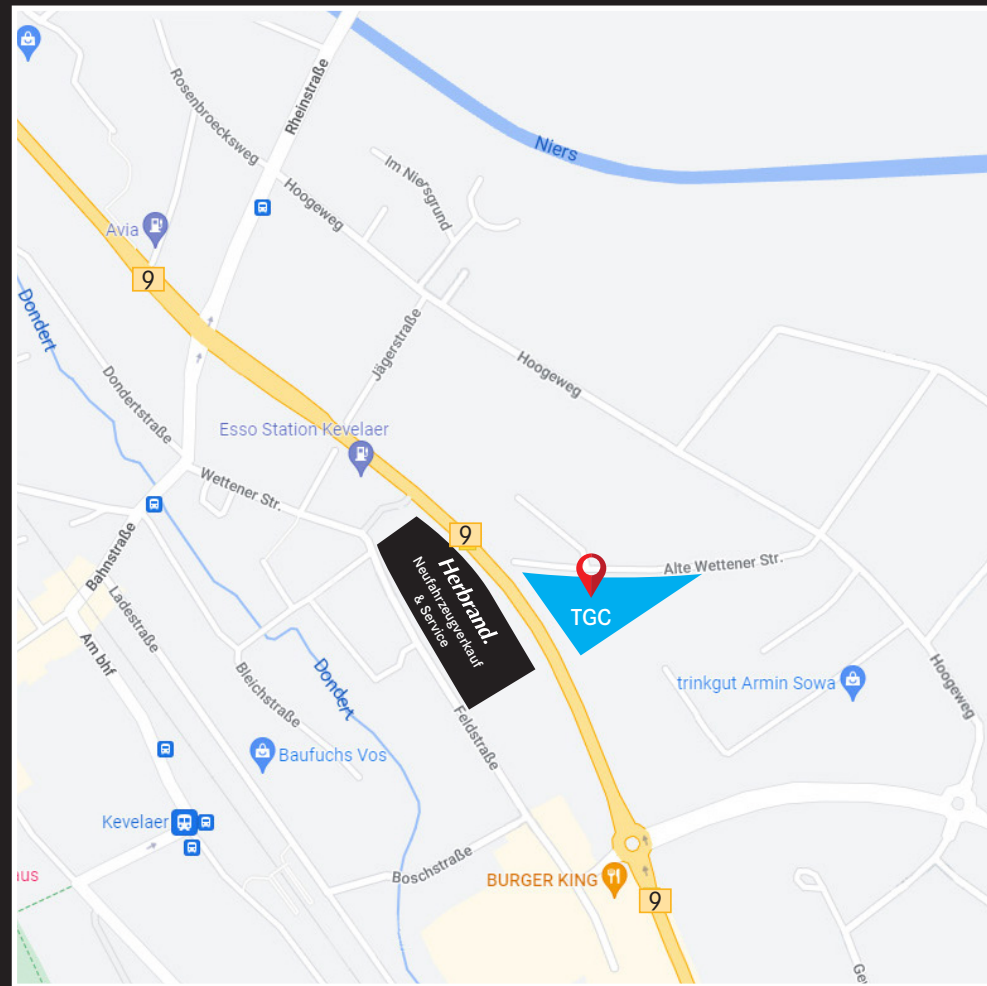 Rosenbroecksweg
Rheinstraße
Niers
Im Niersgrund
Hoogeweg
Avia
9
Dondert
Jägerstraße
Hoogeweg
Dondertstraße
Esso Station Kevelaer
Wettener Str.
9
Alte Wettener Str.
Herbrand.
Neufahrzeugverkauf
& Service
TGC
Bahnstraße
Ladestraße
Am bhf
Bleichstraße
Dondert
trinkgut Armin Sowa
Hoogeweg
Feldstraße
Baufuchs Vos
Kevelaer
Boschstraße
BURGER KING
9
aus